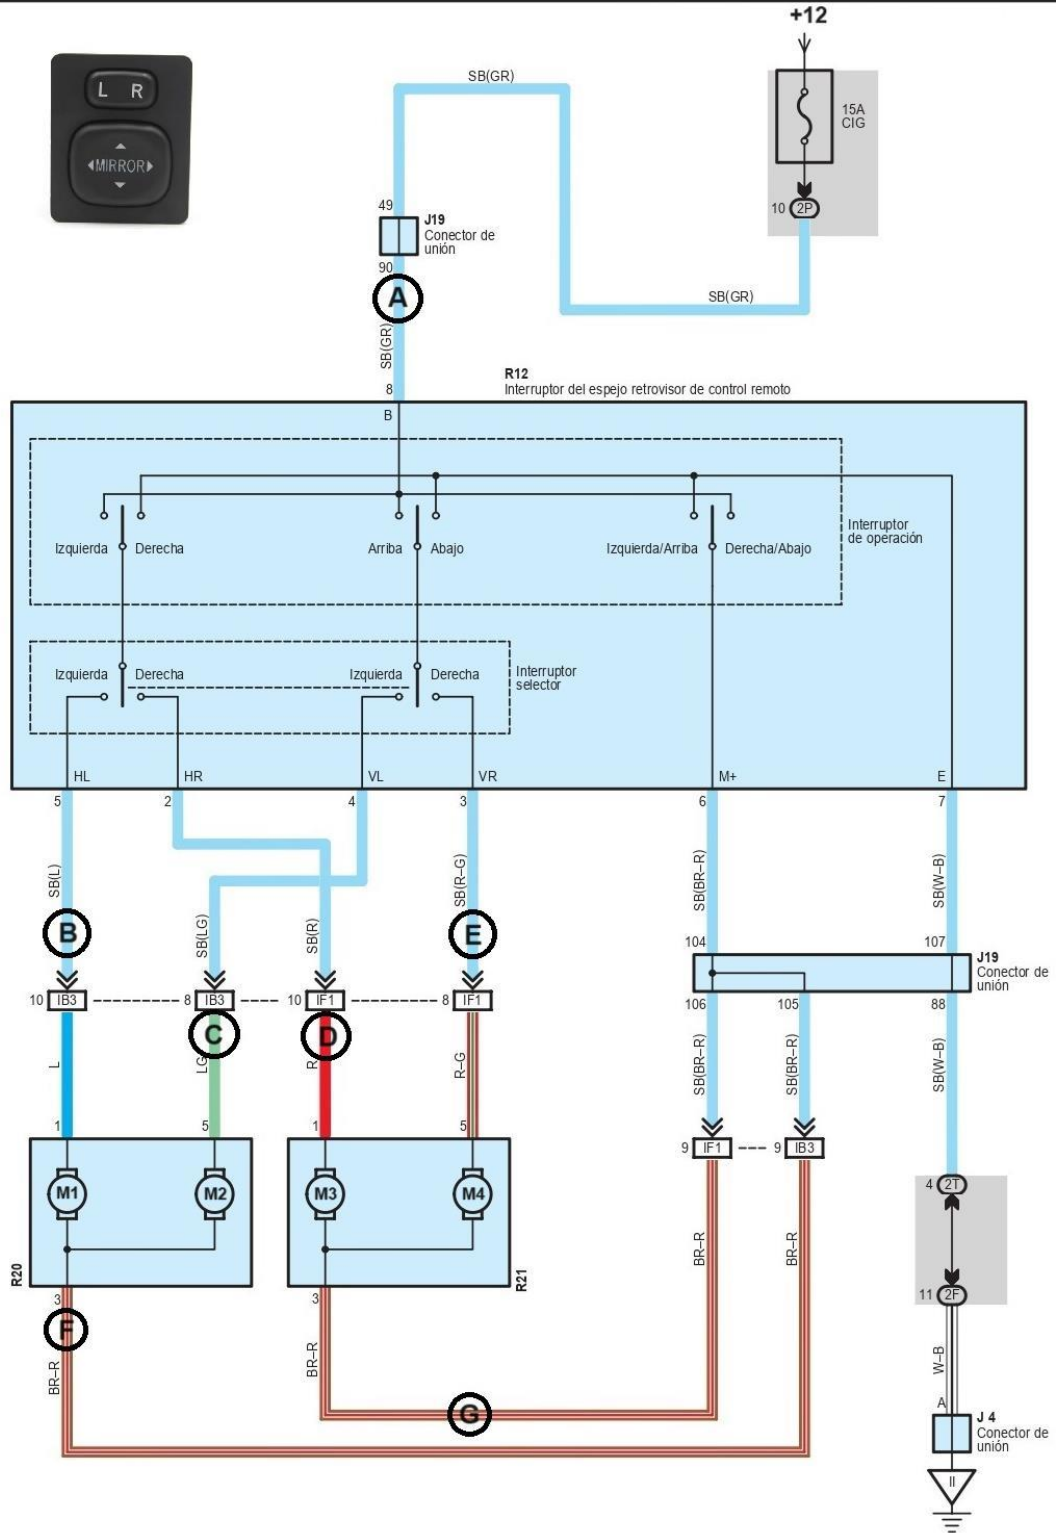 +12
SB(GR)
L R
MIRROR
15A
CIG
10 2P
49
J19
Conector de
unión
90
A
SB(GR)
SB(GR)
R12
Interruptor del espejo retrovisor de control remoto
8
B
Izquierda Derecha
Arriba Abajo
Izquierda/Arriba Derecha/Abajo
Interruptor
de operación
Izquierda Derecha
Izquierda Derecha
Interruptor
selector
HL HR VL VR M+ E
5 2 4 3 6 7
SB(L)
SB(LG)
SB(R)
SB(R–G)
SB(BR–R)
SB(W–B)
B
E
104 107
J19
Conector de
unión
10 IB3 8 IB3 10 IF1 8 IF1
106 105 88
C
D
L
LG
R
R–G
SB(BR–R)
SB(BR–R)
SB(W–B)
1 5 1 5
9 IF1 9 IB3
M1 M2 M3 M4
4 2T
R20
R21
BR–R
BR–R
3 3
11 2F
F
BR–R
BR–R
W–B
G
A
J 4
Conector de
unión
II